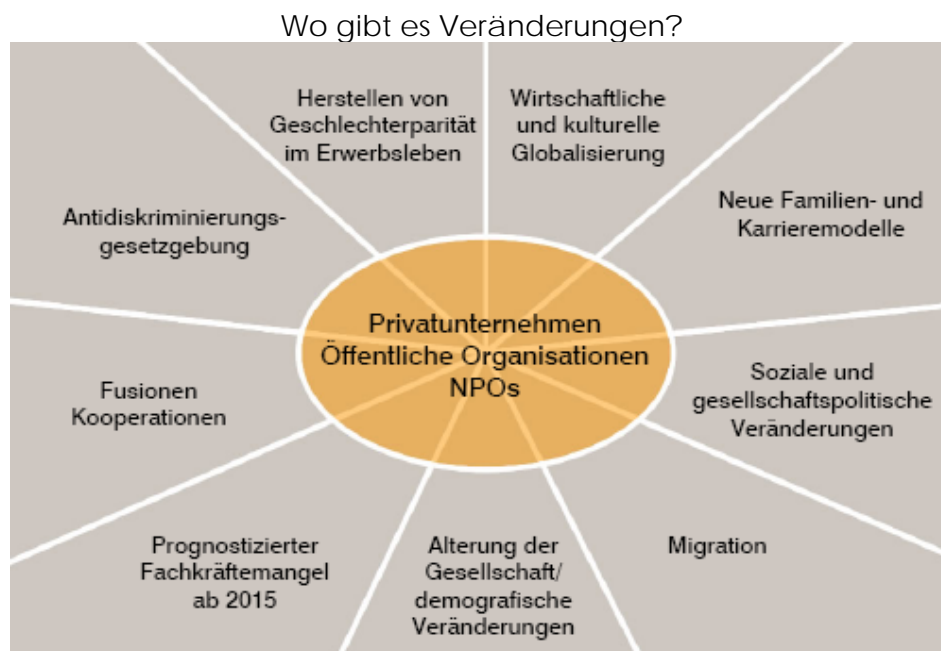 Wo gibt es Veränderungen?
Herstellen von
Geschlechterparität
im Erwerbsleben
Wirtschaftliche
und kulturelle
Globalisierung
Neue Familien- und
Karrieremodelle
Antidiskriminierungs-
gesetzgebung
Privatunternehmen
Öffentliche Organisationen
NPOs
Soziale und
gesellschaftspolitische
Veränderungen
Fusionen
Kooperationen
Prognostizierter
Fachkräftemangel
ab 2015
Alterung der
Gesellschaft/
demografische
Veränderungen
Migration